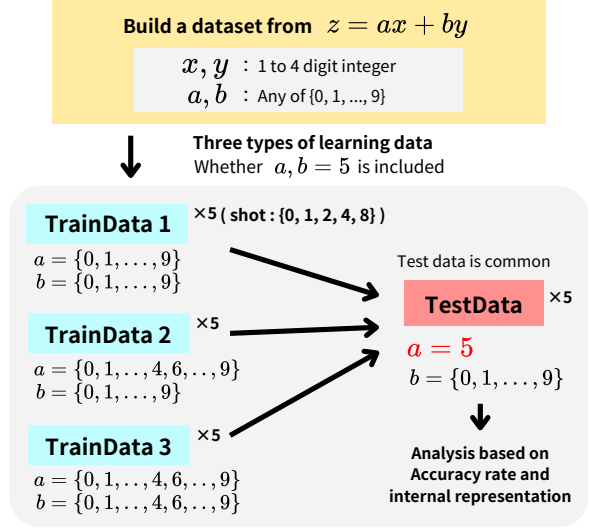 Build a dataset from z = ax + by
x, y : 1 to 4 digit integer
a, b : Any of {0, 1, ..., 9}
Three types of learning data
Whether a, b = 5 is included
TrainData 1 ×5 ( shot : {0, 1, 2, 4, 8} )
a = {0, 1, . . . , 9}
b = {0, 1, . . . , 9}
TrainData 2 ×5
a = {0, 1, . . , 4, 6, . . , 9}
b = {0, 1, . . . , 9}
TrainData 3 ×5
a = {0, 1, . . , 4, 6, . . , 9}
b = {0, 1, . . , 4, 6, . . , 9}
Test data is common
TestData ×5
a = 5
b = {0, 1, . . . , 9}
Analysis based on
Accuracy rate and
internal representation